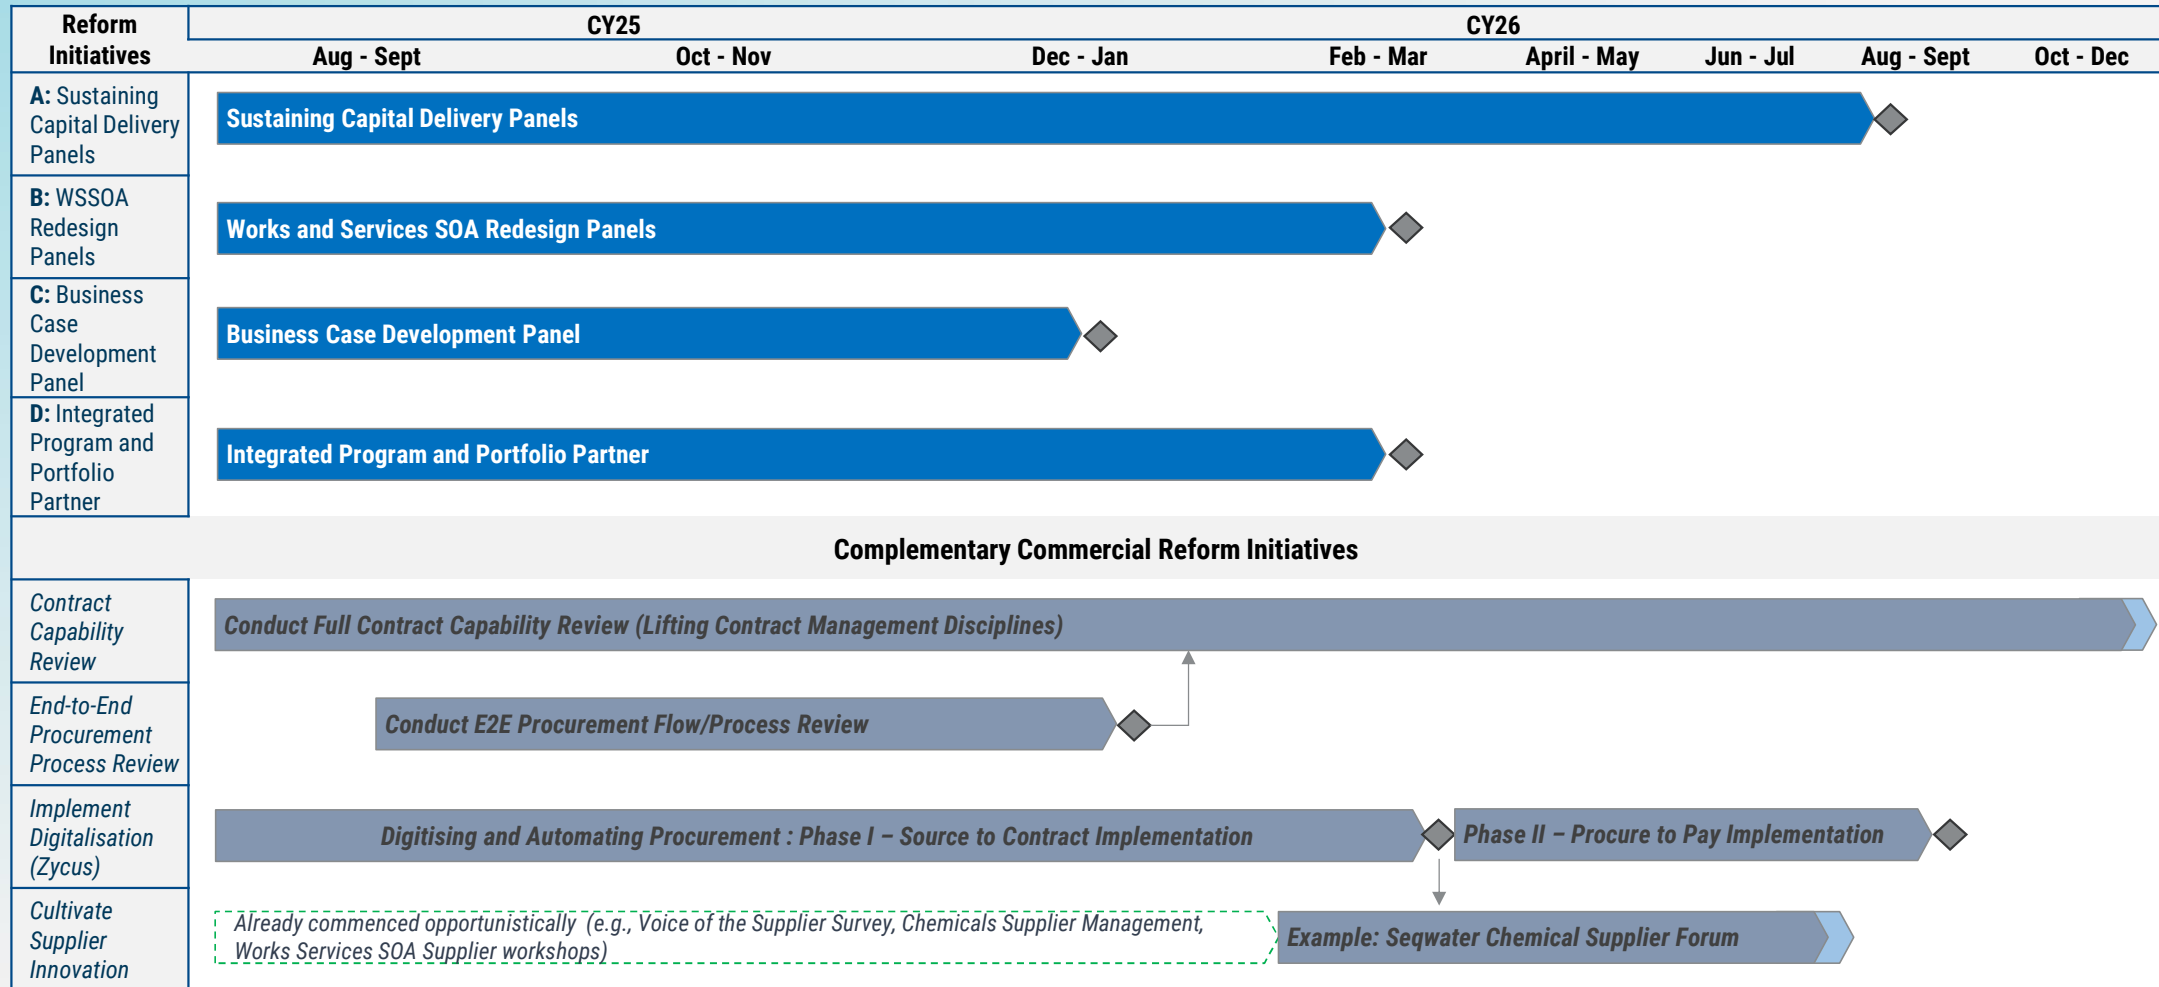 Reform
Initiatives
CY25
CY26
Aug - Sept
Oct - Nov
Dec - Jan
Feb - Mar
April - May
Jun - Jul
Aug - Sept
Oct - Dec
A: Sustaining
Capital Delivery
Panels
Sustaining Capital Delivery Panels
B: WSSOA
Redesign
Panels
Works and Services SOA Redesign Panels
C: Business
Case
Development
Panel
Business Case Development Panel
D: Integrated
Program and
Portfolio
Partner
Integrated Program and Portfolio Partner
Complementary Commercial Reform Initiatives
Contract
Capability
Review
Conduct Full Contract Capability Review (Lifting Contract Management Disciplines)
End-to-End
Procurement
Process Review
Conduct E2E Procurement Flow/Process Review
Implement
Digitalisation
(Zycus)
Digitising and Automating Procurement : Phase I – Source to Contract Implementation
Phase II – Procure to Pay Implementation
Cultivate
Supplier
Innovation
Already commenced opportunistically (e.g., Voice of the Supplier Survey, Chemicals Supplier Management,
Works Services SOA Supplier workshops)
Example: Seqwater Chemical Supplier Forum